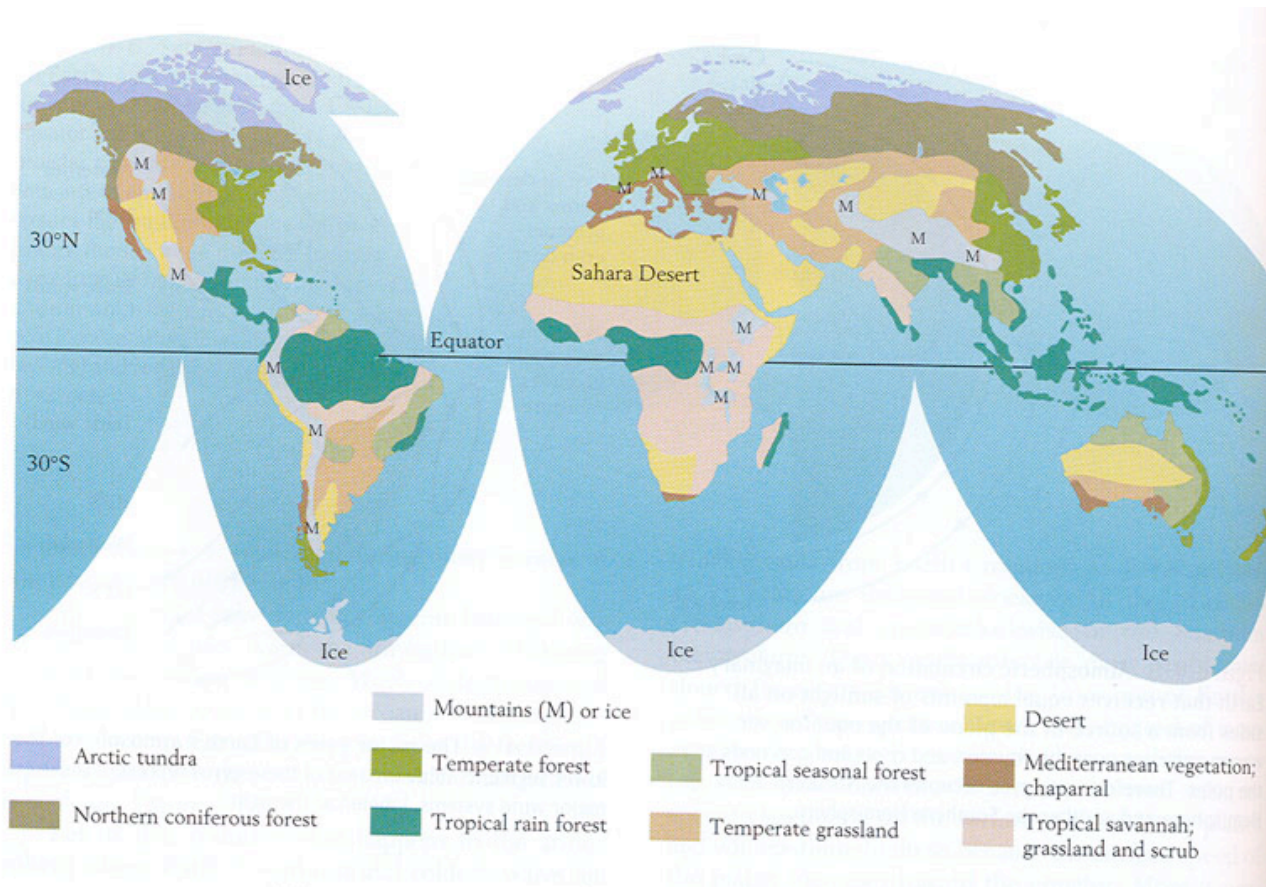 Ice
Ice
M
M
M
M
M
M
M
M
M
30°N
M
Sahara Desert
M
Equator
M
M
M
M
M
30°S
M
Ice
Ice
Ice
Mountains (M) or ice
Desert
Arctic tundra
Temperate forest
Tropical seasonal forest
Mediterranean vegetation;
chaparral
Northern coniferous forest
Tropical rain forest
Temperate grassland
Tropical savannah;
grassland and scrub